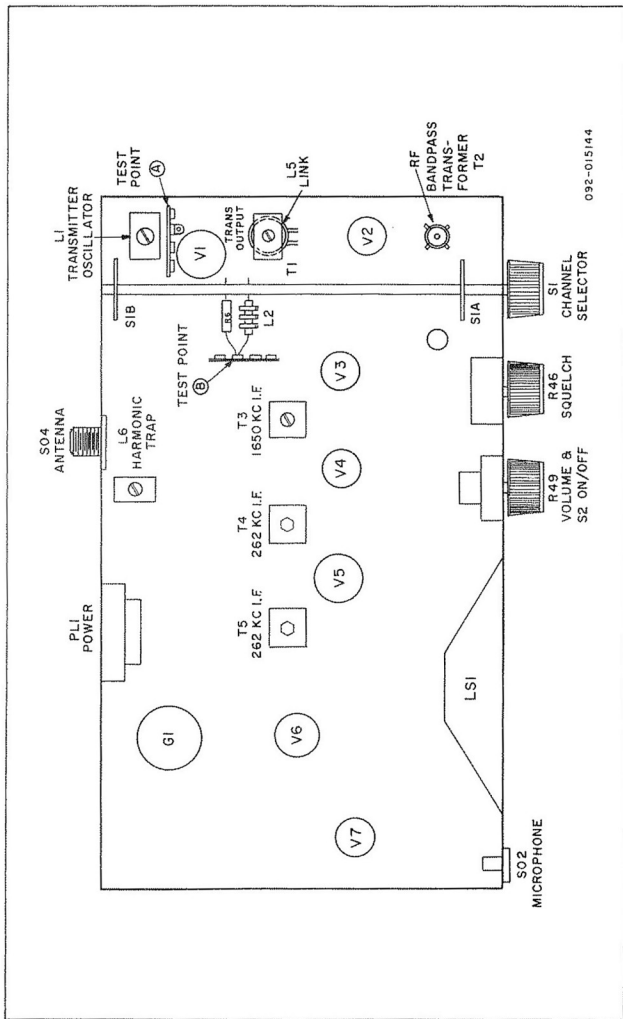 SO4
ANTENNA
PL1
POWER
L6
HARMONIC
TRAP
L1
TRANSMITTER
OSCILLATOR
TEST
POINT
A
S1B
V1
G1
R6
L2
TEST POINT
B
TRANS
OUTPUT
T1
L5
LINK
T5
262 KC I.F.
T4
262 KC I.F.
T3
1650 KC I.F.
V7
V6
V5
V4
V3
V2
RF
BANDPASS
TRANS-
FORMER
T2
S1A
LS1
SO2
MICROPHONE
R49
VOLUME &
S2 ON/OFF
R46
SQUELCH
S1
CHANNEL
SELECTOR
092-015144